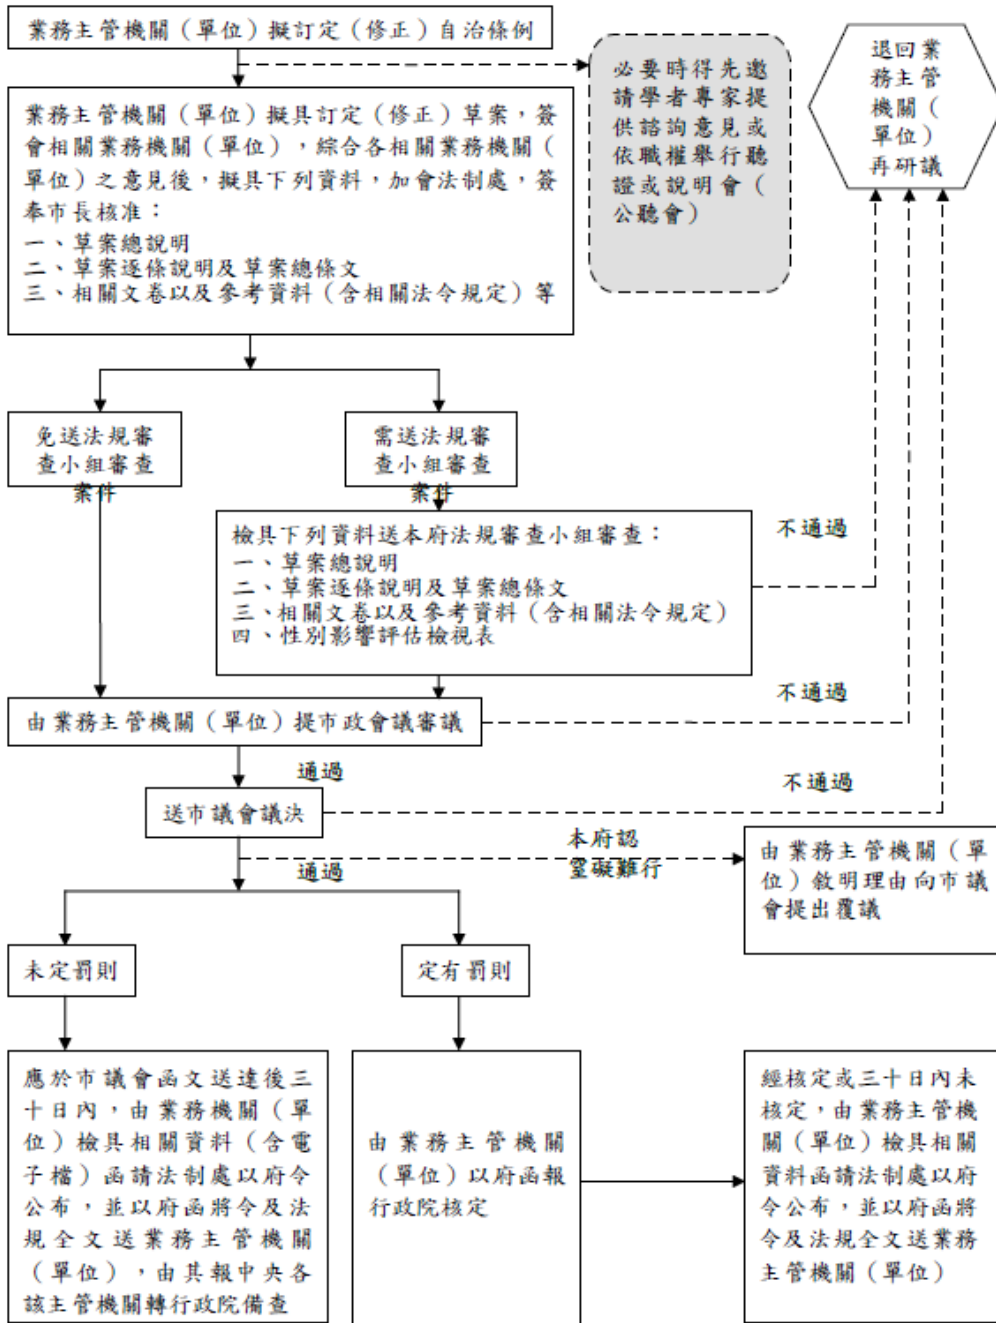 業務主管機關（單位）擬訂定（修正）自治條例
必要時得先邀
請學者專家提
供諮詢意見或
依職權舉行聽
證或說明會（
公聽會）
退回業
務主管
機關（
單位）
再研議
業務主管機關（單位）擬具訂定（修正）草案，簽
會相關業務機關（單位），綜合各相關業務機關（
單位）之意見後，擬具下列資料，加會法制處，簽
奉市長核准：
一、草案總說明
二、草案逐條說明及草案總條文
三、相關文卷以及參考資料（含相關法令規定）等
免送法規審
查小組審查
案件
需送法規審
查小組審查
案件
檢具下列資料送本府法規審查小組審查：
一、草案總說明
二、草案逐條說明及草案總條文
三、相關文卷以及參考資料（含相關法令規定）
四、性別影響評估檢視表
不通過
由業務主管機關（單位）提市政會議審議
不通過
通過
送市議會議決
不通過
通過
本府認
窒礙難行
由業務主管機關（單
位）敘明理由向市議
會提出覆議
未定罰則
定有罰則
應於市議會函文送達後三
十日內，由業務機關（單
位）檢具相關資料（含電
子檔）函請法制處以府令
公布，並以府函將令及法
規全文送業務主管機關
（單位），由其報中央各
該主管機關轉行政院備查
由業務主管機關
（單位）以府函報
行政院核定
經核定或三十日內未
核定，由業務主管機
關（單位）檢具相關
資料函請法制處以府
令公布，並以府函將
令及法規全文送業務
主管機關（單位）